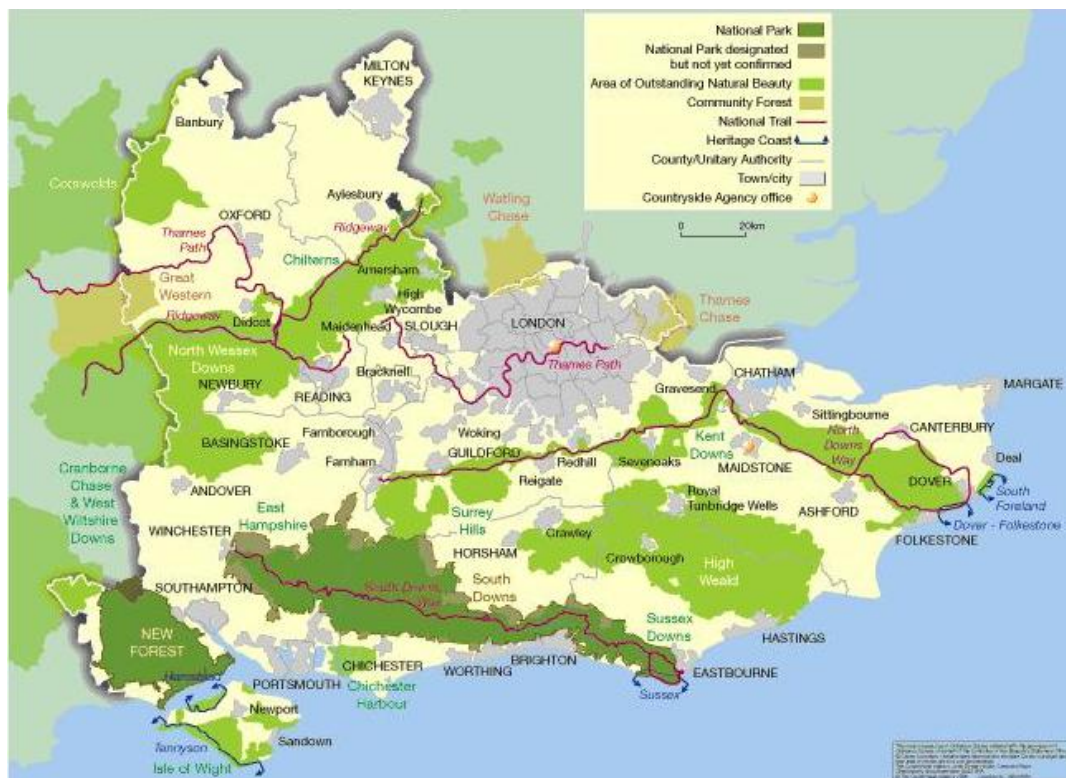 National Park
National Park designated
but not yet confirmed
Area of Outstanding Natural Beauty
Community Forest
National Trail
Heritage Coast
County/Unitary Authority
Town/city
Countryside Agency office
0 20km
MILTON
KEYNES
Banbury
Cotswolds
Aylesbury
OXFORD
Thames
Path
Ridgeway
Watling
Chase
Chilterns
Amersham
Great
Western
Ridgeway
High
Wycombe
Didcot
Maidenhead
SLOUGH
LONDON
Thames
Chase
North Wessex
Downs
Thames Path
Bracknell
NEWBURY
READING
Gravesend
CHATHAM
MARGATE
Sittingbourne
BASINGSTOKE
Farnborough
Woking
North
Downs
Way
CANTERBURY
Kent
Downs
GUILDFORD
Redhill
Sevenoaks
MAIDSTONE
Farnham
Reigate
Deal
Cranborne
Chase
& West
Wiltshire
Downs
ANDOVER
DOVER
Royal
Tunbridge Wells
South
Foreland
East
Hampshire
Surrey
Hills
ASHFORD
Dover - Folkestone
WINCHESTER
HORSHAM
Crawley
FOLKESTONE
Crowborough
High
Weald
SOUTHAMPTON
South Downs
Way
South
Downs
Sussex
Downs
NEW
FOREST
HASTINGS
CHICHESTER
WORTHING
BRIGHTON
EASTBOURNE
Hamstead
PORTSMOUTH
Chichester
Harbour
Sussex
Newport
Tennyson
Sandown
Isle of Wight